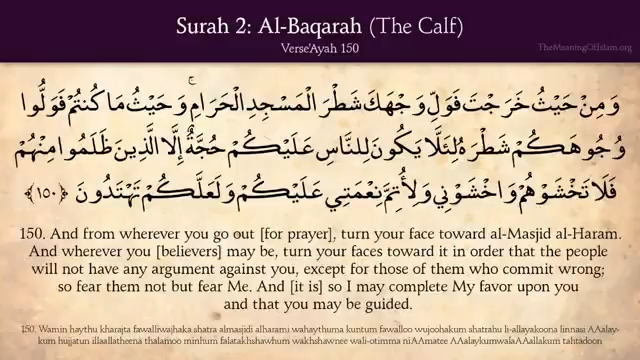 Surah 2: Al-Baqarah (The Calf)
Verse'Ayah 150
TheMeaningOfIslam.org
وَمِنْ حَيْثُ خَرَجْتَ فَوَلِّ وَجْهَكَ شَطْرَ الْمَسْجِدِ الْحَرَامِ ۚ وَحَيْثُ مَا كُنتُمْ فَوَلُّوا
وُجُوهَكُمْ شَطْرَهُ لِئَلَّا يَكُونَ لِلنَّاسِ عَلَيْكُمْ حُجَّةٌ إِلَّا الَّذِينَ ظَلَمُوا مِنْهُمْ
فَلَا تَخْشَوْهُمْ وَاخْشَوْنِي وَلِأُتِمَّ نِعْمَتِي عَلَيْكُمْ وَلَعَلَّكُمْ تَهْتَدُونَ ﴿١٥٠﴾
150. And from wherever you go out [for prayer], turn your face toward al-Masjid al-Haram.
And wherever you [believers] may be, turn your faces toward it in order that the people
will not have any argument against you, except for those of them who commit wrong;
so fear them not but fear Me. And [it is] so I may complete My favor upon you
and that you may be guided.
150. Wamin haythu kharajta fawalliwajhaka shatra almasjidi alharami wahaythuma kuntum fawalloo wujoohakum shatrahu li-allayakoona linnasi AAalay-
kum hujjatun illaallatheena thalamoo minhum falatakhshawhum wakhshawnee wali-otimma niAAmatee AAalaykumwalaAAallakum tahtadoon